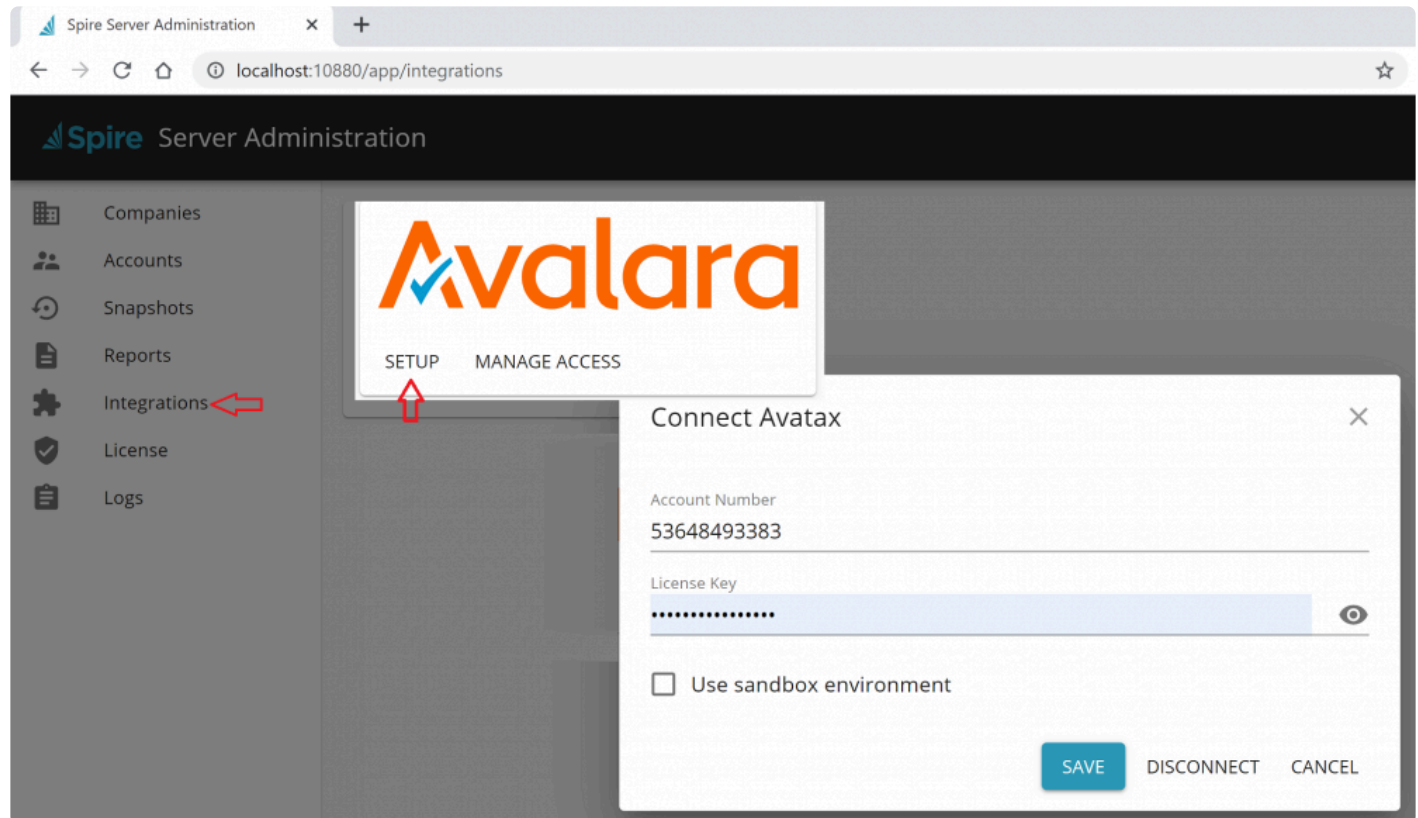 Spire Server Administration
localhost:10880/app/integrations
Spire Server Administration
Companies
Accounts
Snapshots
Reports
Integrations
License
Logs
Avalara
SETUP MANAGE ACCESS
Connect Avatax
Account Number
53648493383
License Key
••••••••••••••••
Use sandbox environment
SAVE DISCONNECT CANCEL